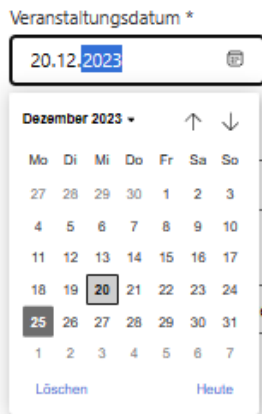 Veranstaltungsdatum *
20.12.2023
Dezember 2023
Mo Di Mi Do Fr Sa So
27 28 29 30 1 2 3
4 5 6 7 8 9 10
11 12 13 14 15 16 17
18 19 20 21 22 23 24
25 26 27 28 29 30 31
1 2 3 4 5 6 7
Löschen Heute